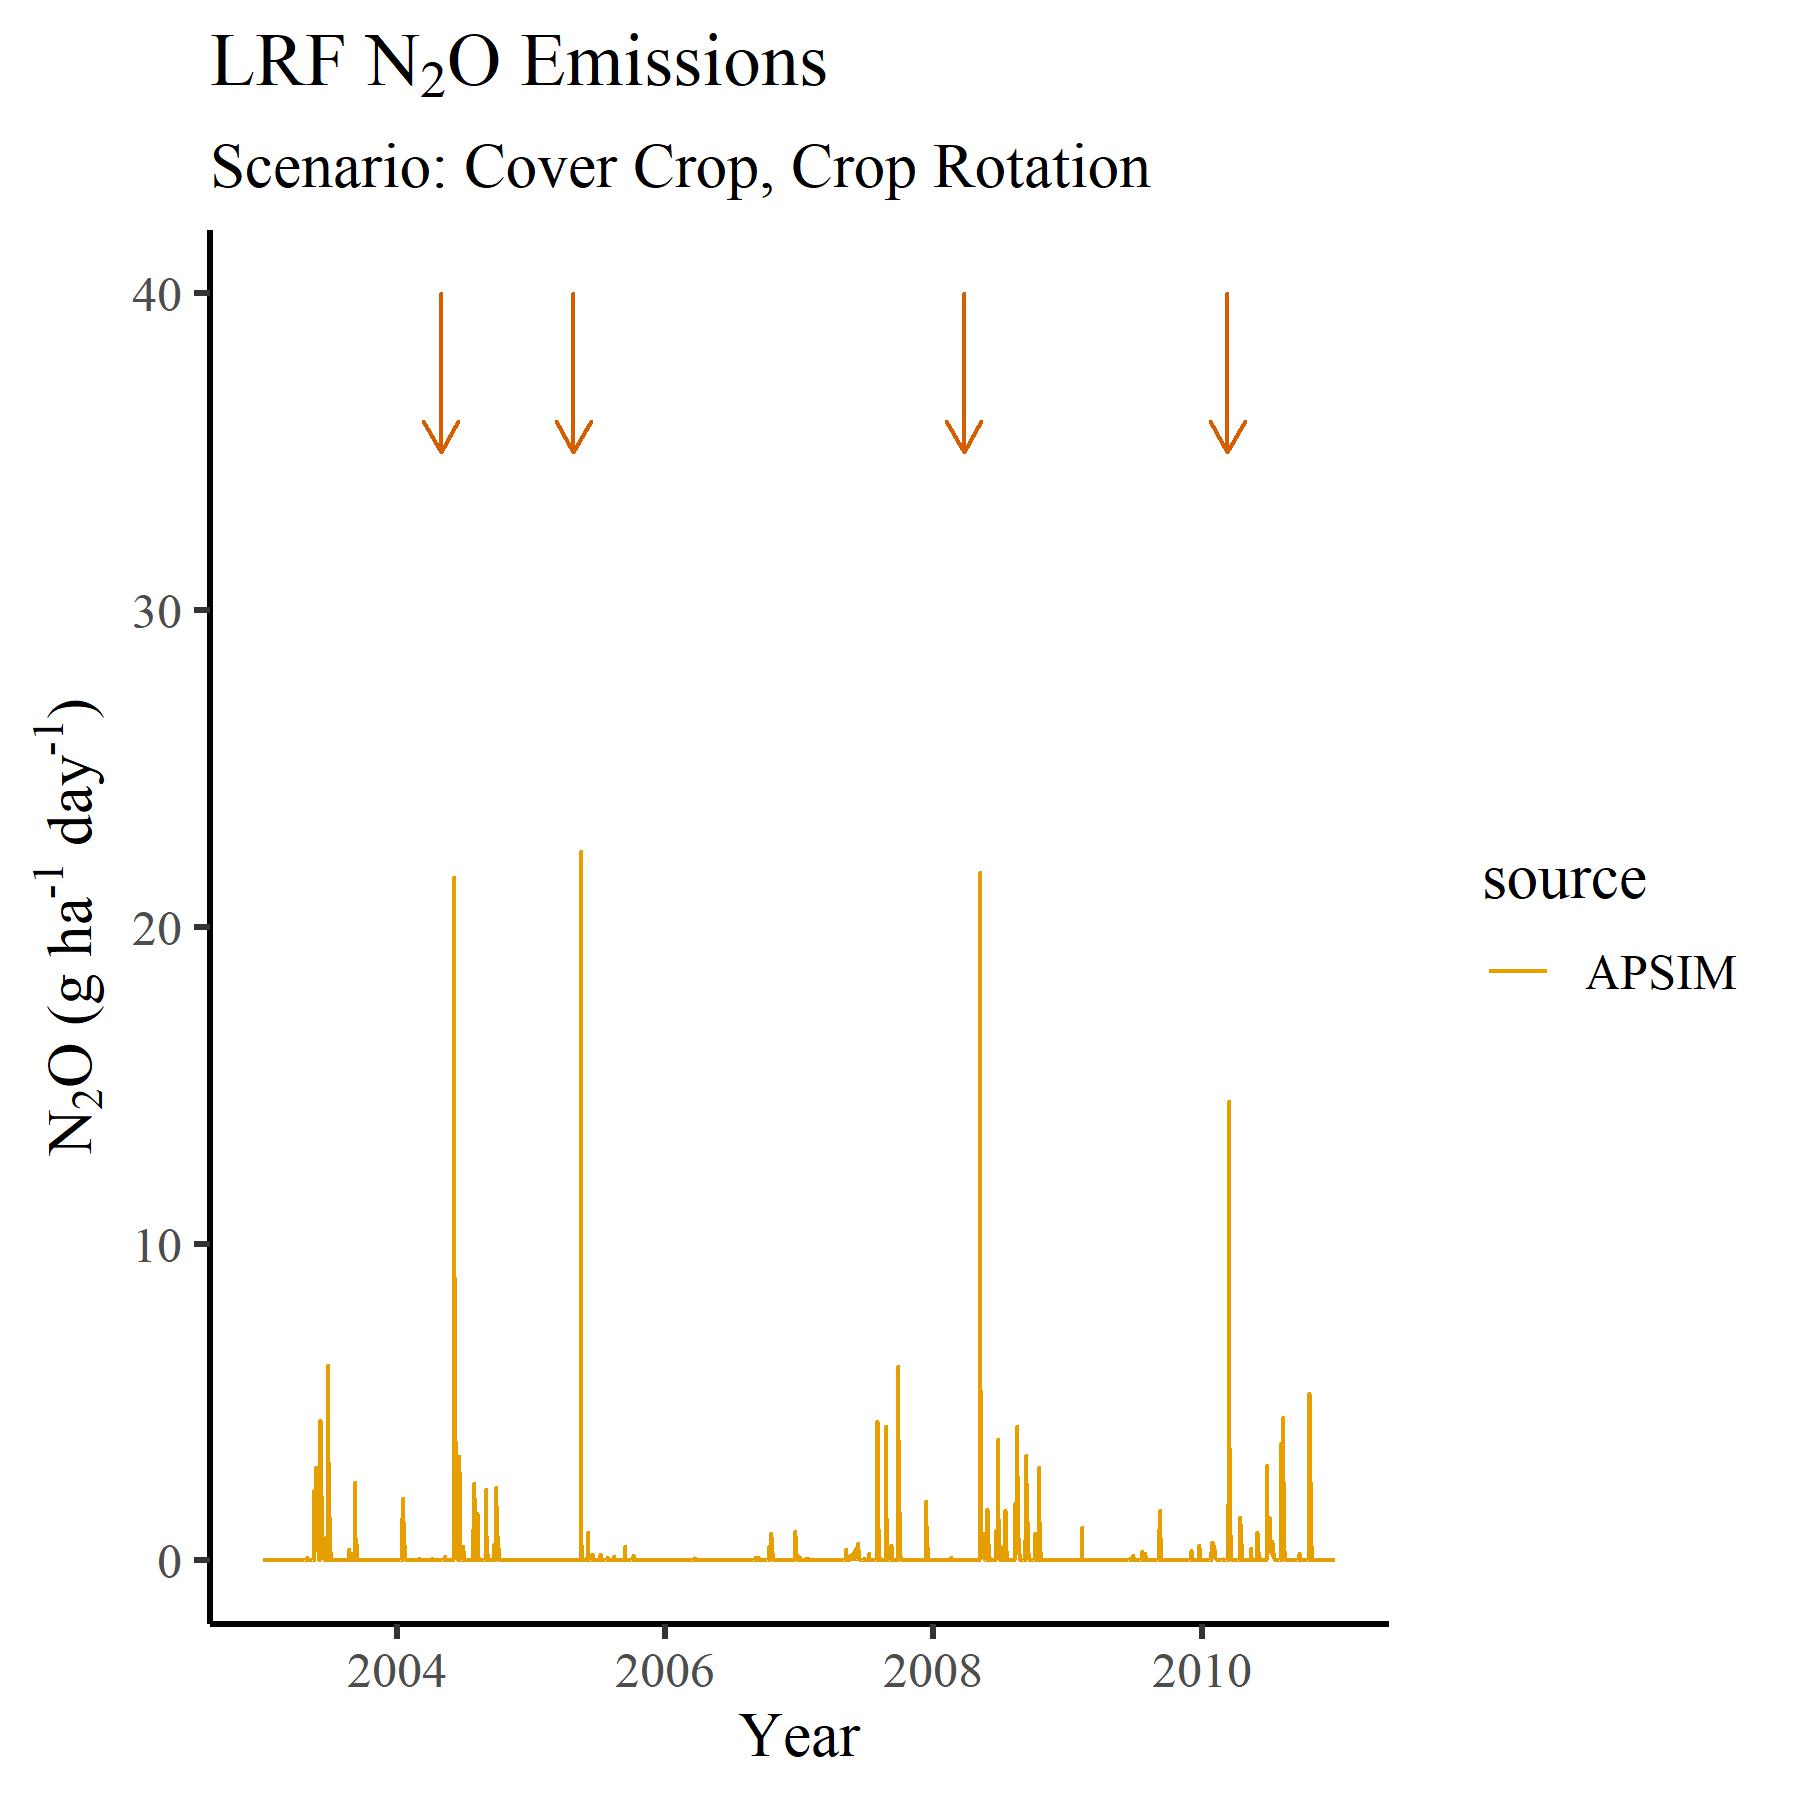 LRF N₂O Emissions
Scenario: Cover Crop, Crop Rotation
N₂O (g ha⁻¹ day⁻¹)
40
30
20
10
0
2004 2006 2008 2010
Year
source
APSIM